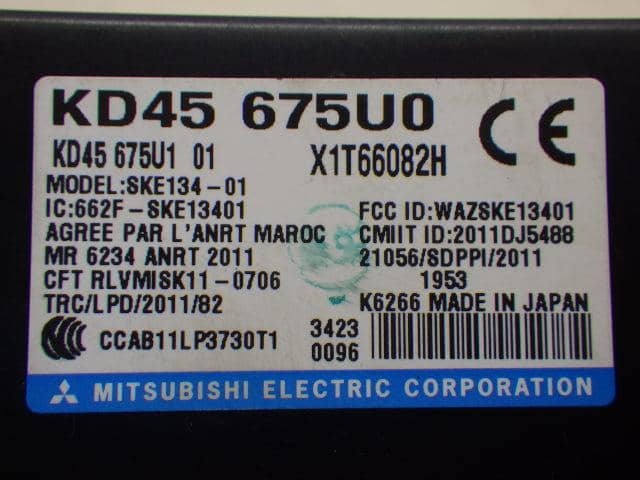 KD45 675U0
KD45 675U1 01 X1T66082H
MODEL:SKE134-01
IC:662F-SKE13401 FCC ID:WAZSKE13401
AGREE PAR L'ANRT MAROC CMIIT ID:2011DJ5488
MR 6234 ANRT 2011 21056/SDPPI/2011
CFT RLVMISK11-0706 1953
TRC/LPD/2011/82 K6266 MADE IN JAPAN
CCAB11LP3730T1 3423
0096
MITSUBISHI ELECTRIC CORPORATION
CE